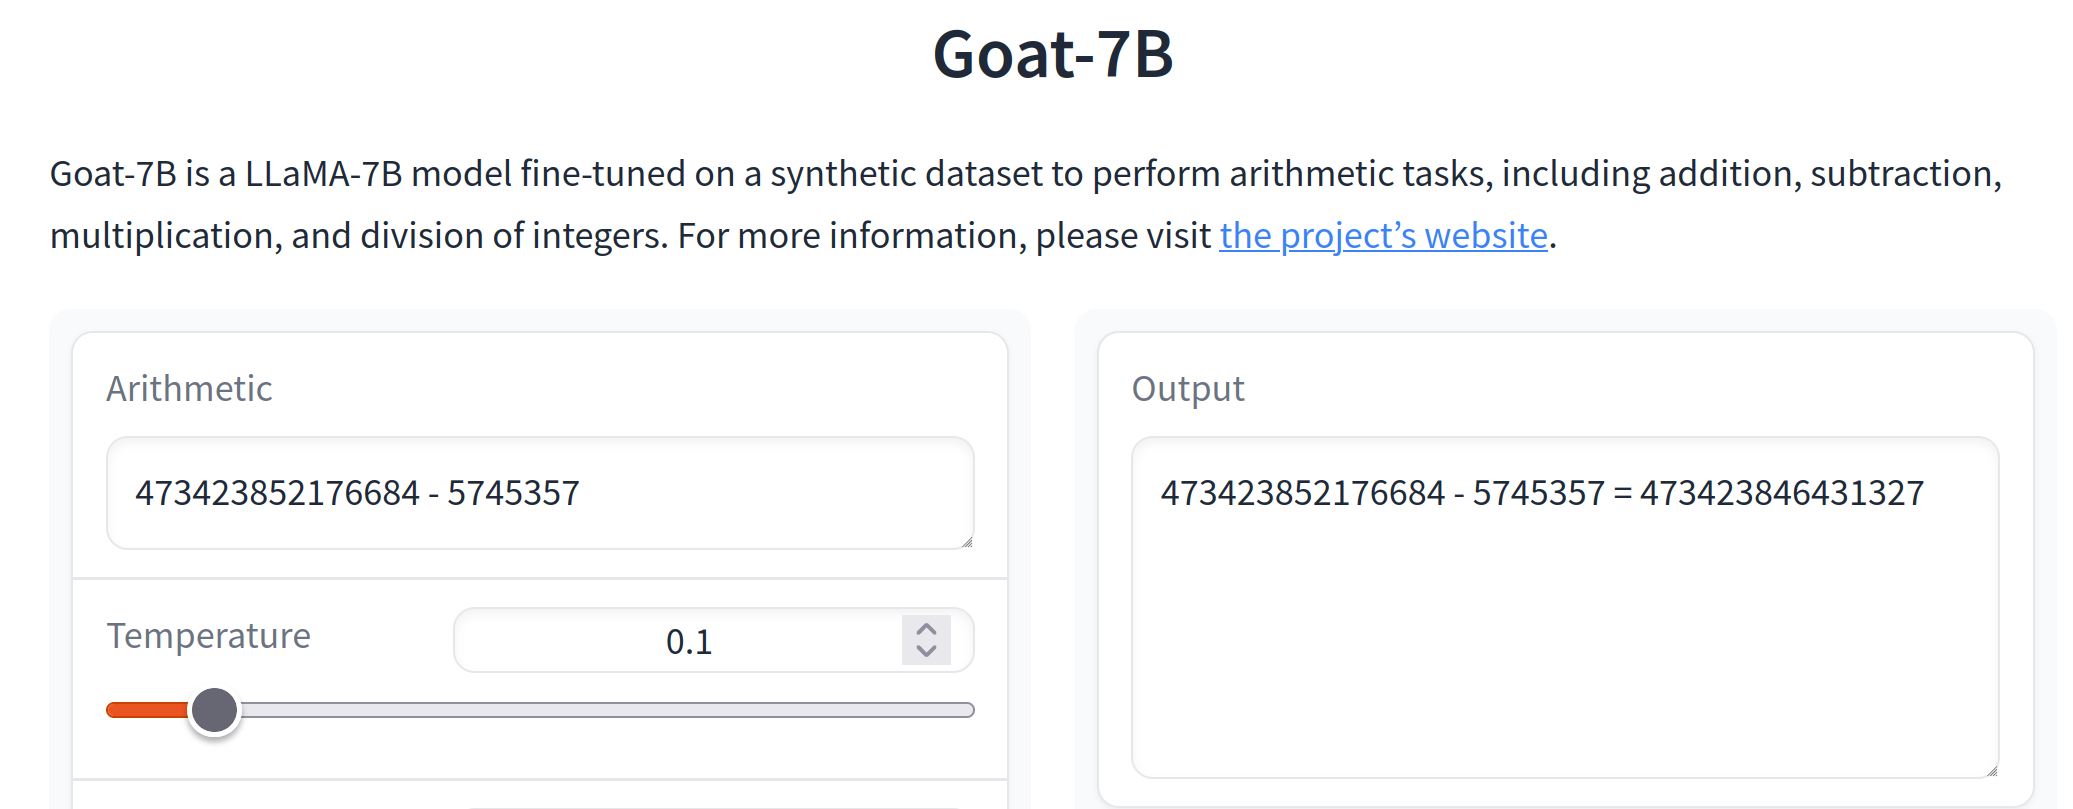 Goat-7B
Goat-7B is a LLaMA-7B model fine-tuned on a synthetic dataset to perform arithmetic tasks, including addition, subtraction,
multiplication, and division of integers. For more information, please visit the project’s website.
Arithmetic
473423852176684 - 5745357
Temperature
0.1
Output
473423852176684 - 5745357 = 473423846431327